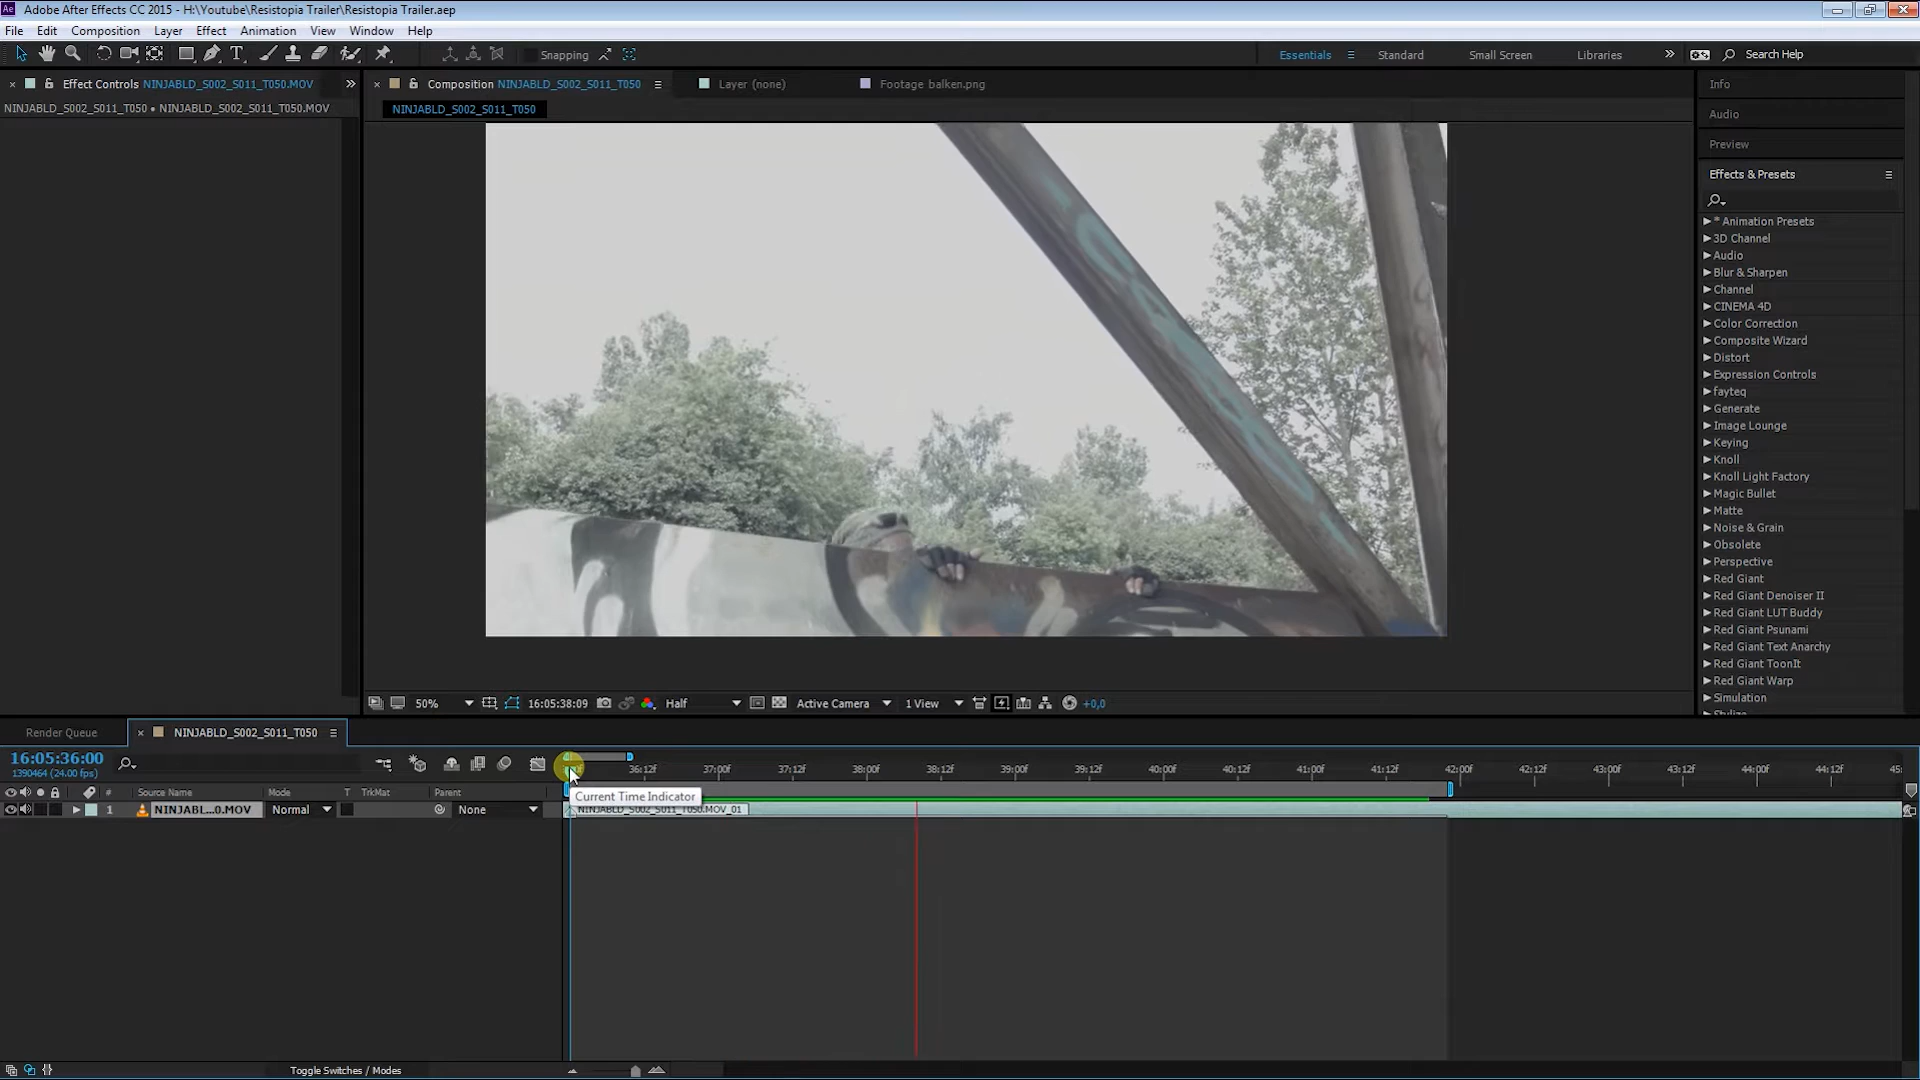 Adobe After Effects CC 2015 - H:\Youtube\Resistopia Trailer\Resistopia Trailer.aep
File Edit Composition Layer Effect Animation View Window Help
Snapping
Essentials Standard Small Screen Libraries Search Help
Effect Controls NINJABLD_S002_S011_T050.MOV
Composition NINJABLD_S002_S011_T050
Layer (none)
Footage balken.png
NINJABLD_S002_S011_T050 • NINJABLD_S002_S011_T050.MOV
NINJABLD_S002_S011_T050
Info
Audio
Preview
Effects & Presets
* Animation Presets
3D Channel
Audio
Blur & Sharpen
Channel
CINEMA 4D
Color Correction
Composite Wizard
Distort
Expression Controls
fayteq
Generate
Image Lounge
Keying
Knoll
Knoll Light Factory
Magic Bullet
Matte
Noise & Grain
Obsolete
Perspective
Red Giant
Red Giant Denoiser II
Red Giant LUT Buddy
Red Giant Psunami
Red Giant Text Anarchy
Red Giant ToonIt
Red Giant Warp
Simulation
50% 16:05:38:09 Half Active Camera 1 View +0,0
Render Queue NINJABLD_S002_S011_T050
16:05:36:00
1390464 (24.00 fps)
36:12f 37:00f 37:12f 38:00f 38:12f 39:00f 39:12f 40:00f 40:12f 41:00f 41:12f 42:00f 42:12f 43:00f 43:12f 44:00f 44:12f 45:
# Source Name Mode T TrkMat Parent
Current Time Indicator
1 NINJABL...0.MOV Normal None
NINJABLD_S002_S011_T050.MOV_01
Toggle Switches / Modes